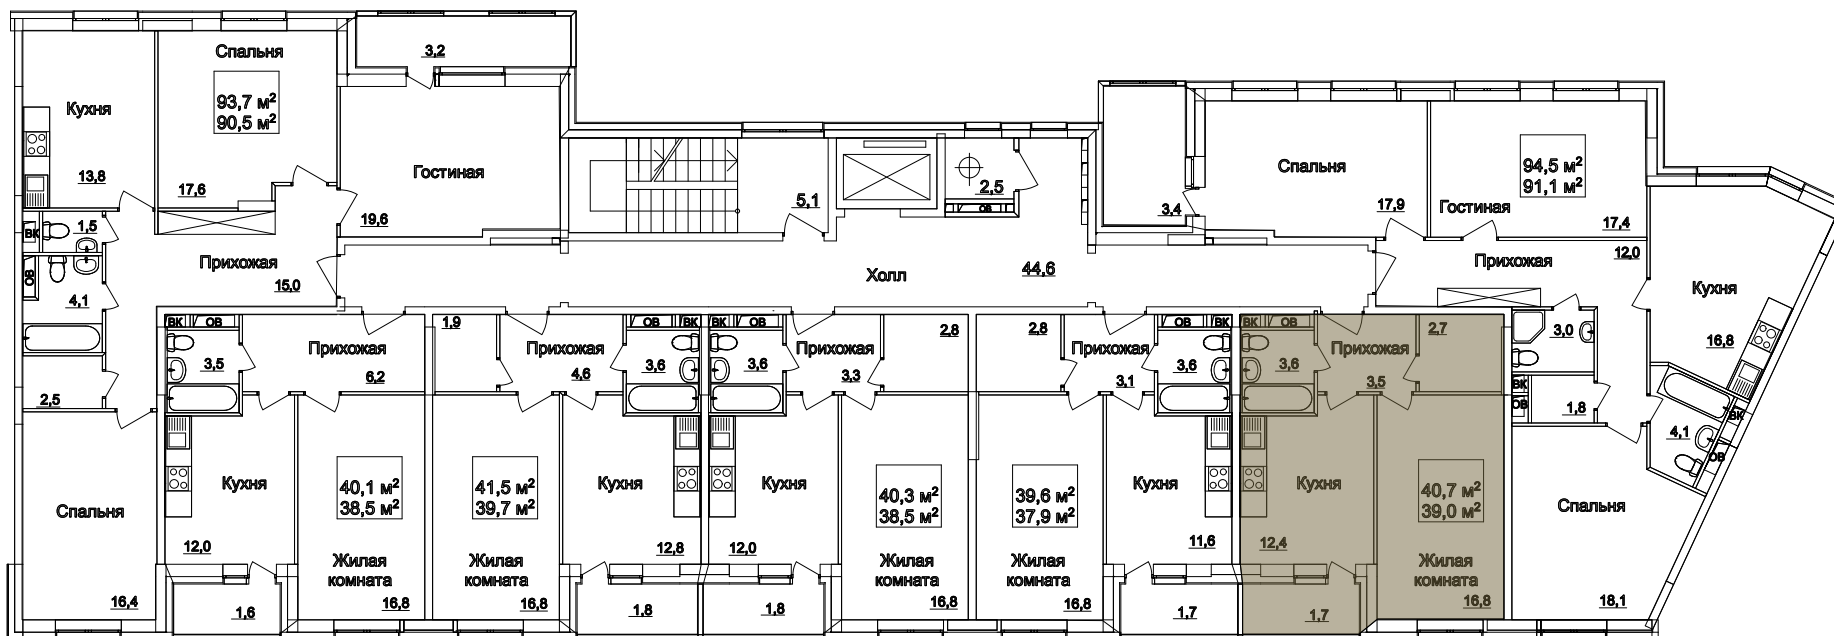 3,2
Спальня
93,7 м²
90,5 м²
Кухня
13,8
17,6
Гостиная
19,6
5,1
2,5
ОВ
3,4
Спальня
17,9
94,5 м²
91,1 м²
Гостиная
17,4
ВК
1,5
Прихожая
15,0
ОВ
4,1
2,5
Холл
44,6
Прихожая
12,0
Кухня
16,8
3,0
ВК
ОВ
1,8
4,1
ВК
ОВ
Спальня
18,1
Спальня
16,4
ВК
ОВ
3,5
Прихожая
6,2
Кухня
12,0
40,1 м²
38,5 м²
Жилая
комната
16,8
1,6
1,9
Прихожая
4,6
ОВ
ВК
3,6
41,5 м²
39,7 м²
Жилая
комната
16,8
Кухня
12,8
1,8
ВК
ОВ
3,6
Прихожая
3,3
2,8
Кухня
12,0
40,3 м²
38,5 м²
Жилая
комната
16,8
1,8
2,8
Прихожая
3,1
ОВ
ВК
3,6
39,6 м²
37,9 м²
Жилая
комната
16,8
Кухня
11,6
1,7
ВК
ОВ
3,6
Прихожая
3,5
2,7
Кухня
12,4
40,7 м²
39,0 м²
Жилая
комната
16,8
1,7